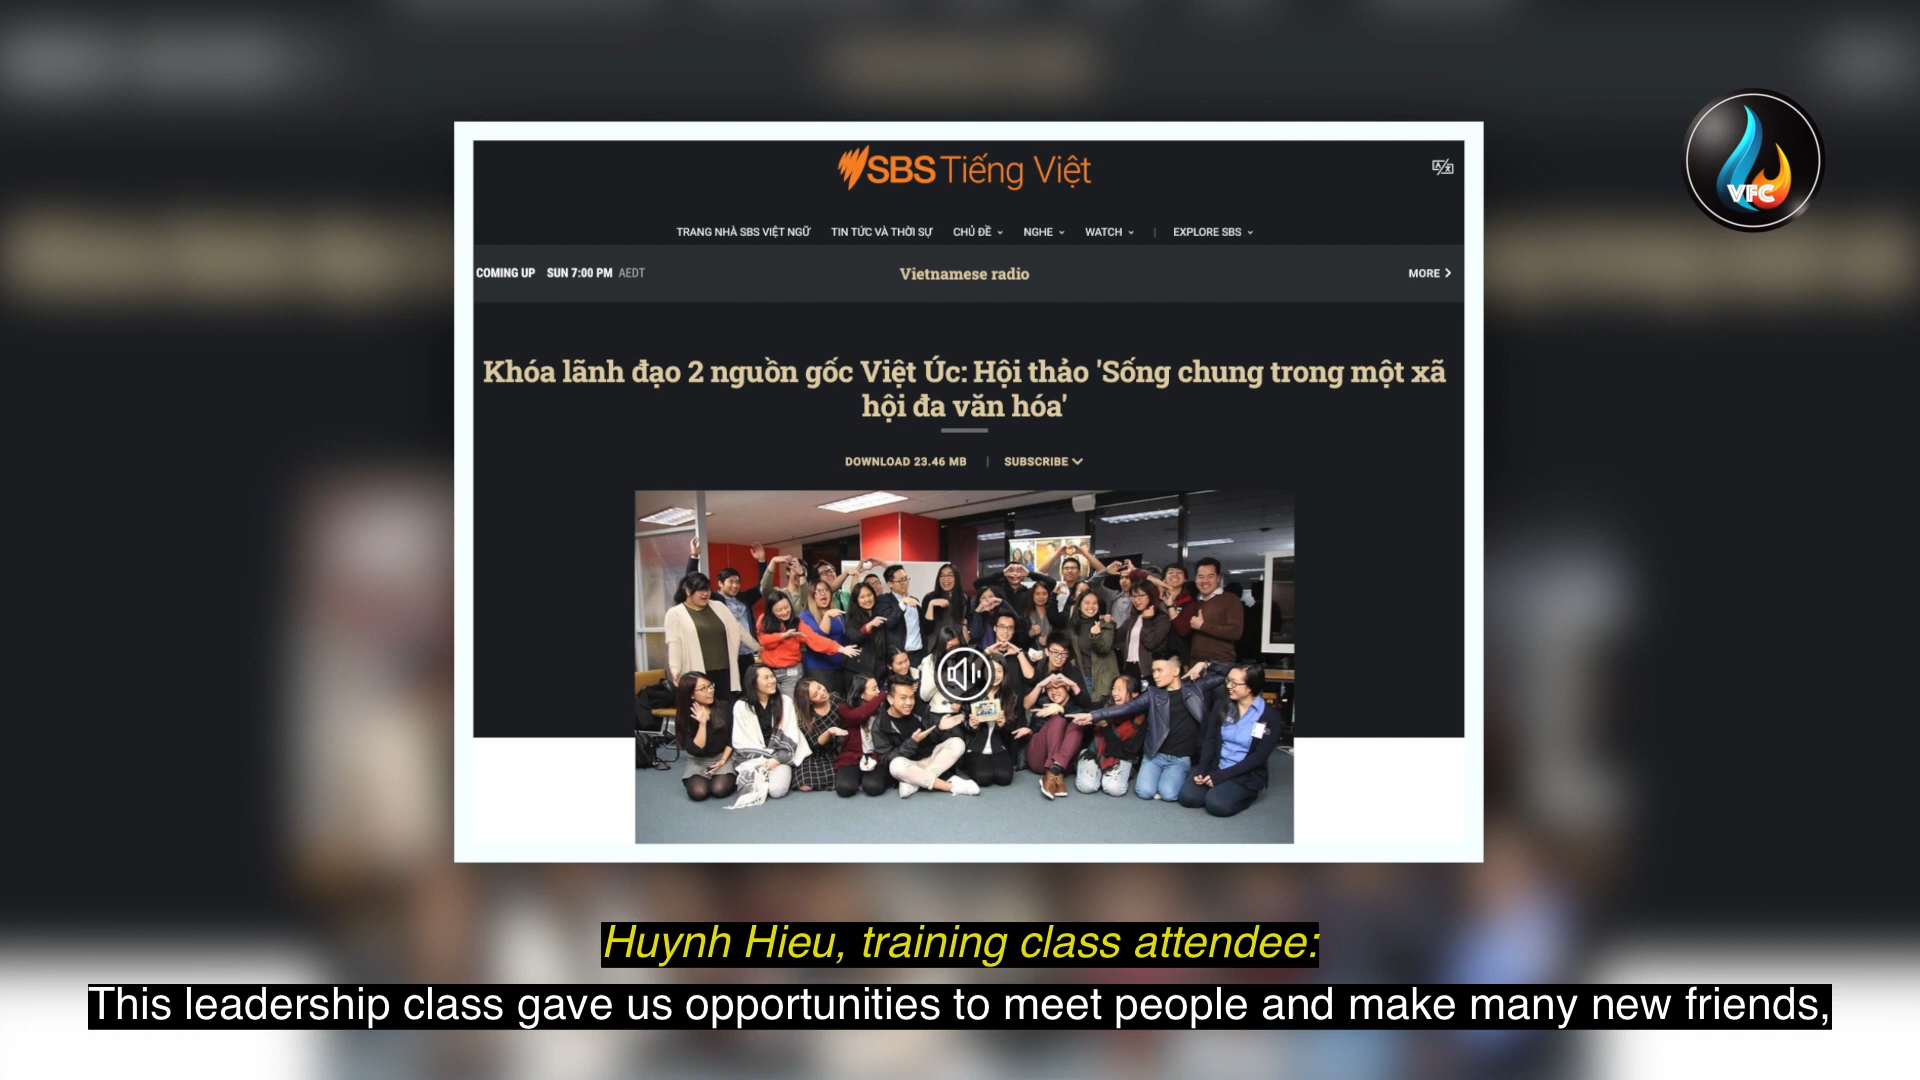 SBS Tiếng Việt
VFC
TRANG NHÀ SBS VIỆT NGỮ TIN TỨC VÀ THỜI SỰ CHỦ ĐỀ NGHE WATCH | EXPLORE SBS
COMING UP SUN 7:00 PM AEDT Vietnamese radio MORE
Khóa lãnh đạo 2 nguồn gốc Việt Úc: Hội thảo 'Sống chung trong một xã
hội đa văn hóa'
DOWNLOAD 23.46 MB | SUBSCRIBE
Huynh Hieu, training class attendee:
This leadership class gave us opportunities to meet people and make many new friends,